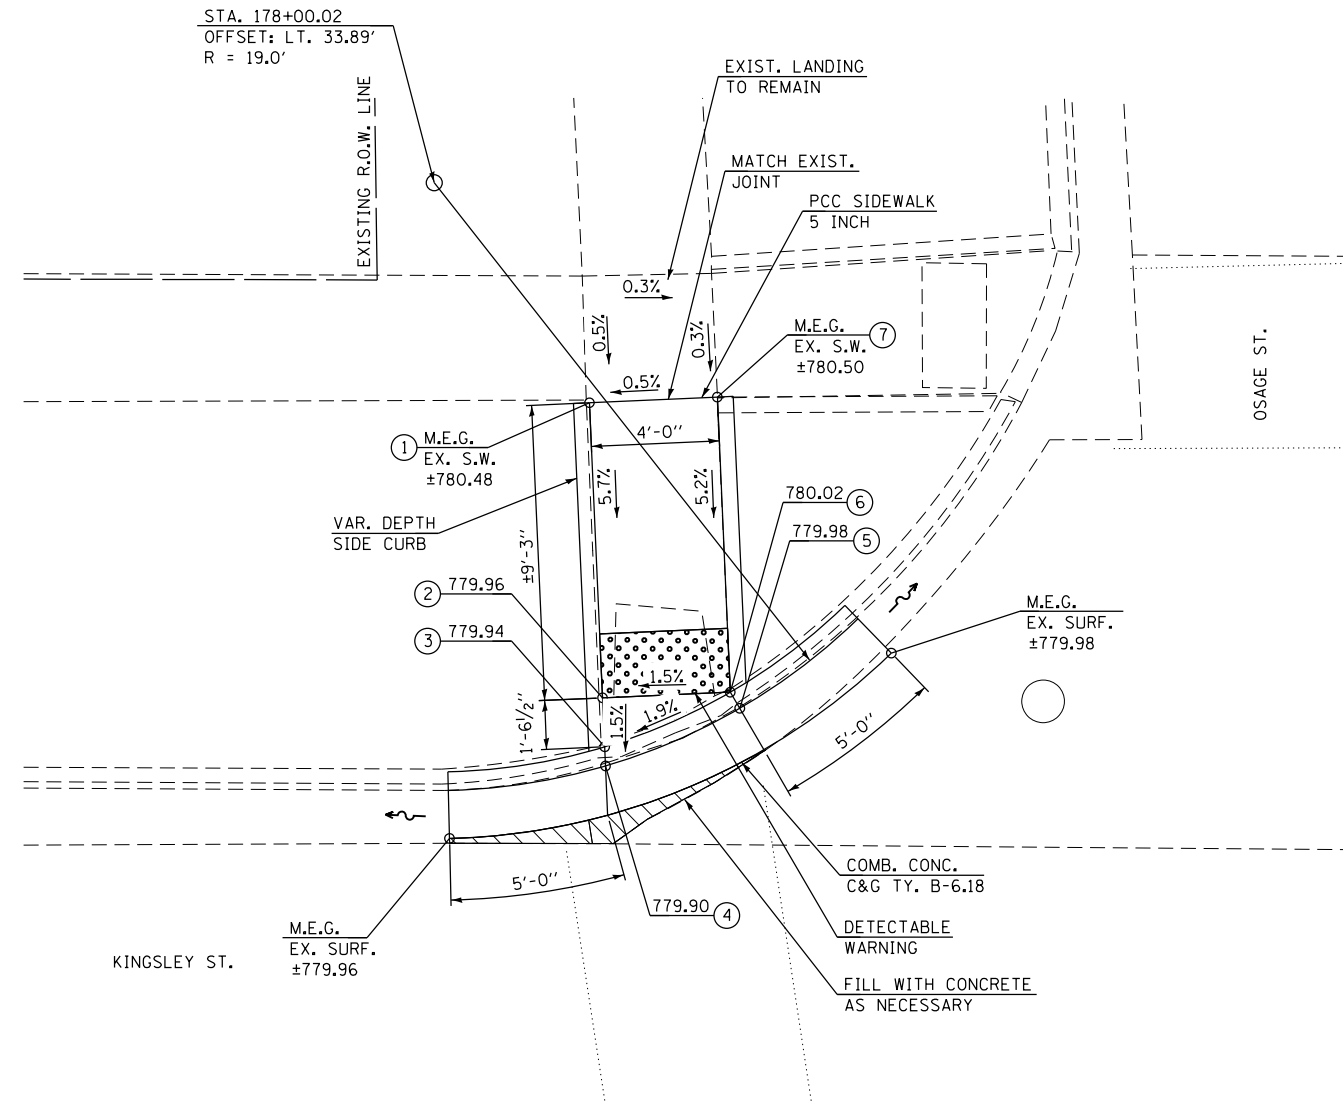 STA. 178+00.02
OFFSET: LT. 33.89'
R = 19.0'
EXISTING R.O.W. LINE
EXIST. LANDING
TO REMAIN
MATCH EXIST.
JOINT
PCC SIDEWALK
5 INCH
0.3%
0.5%
0.3%
0.5%
M.E.G.
EX. S.W.
±780.50
7
OSAGE ST.
1
M.E.G.
EX. S.W.
±780.48
4'-0"
5.7%
5.2%
780.02
6
779.98
5
VAR. DEPTH
SIDE CURB
±9'-3"
2
779.96
3
779.94
M.E.G.
EX. SURF.
±779.98
1.5%
1'-6 1/2"
1.5%
1.9%
5'-0"
5'-0"
COMB. CONC.
C&G TY. B-6.18
779.90
4
M.E.G.
EX. SURF.
±779.96
DETECTABLE
WARNING
KINGSLEY ST.
FILL WITH CONCRETE
AS NECESSARY